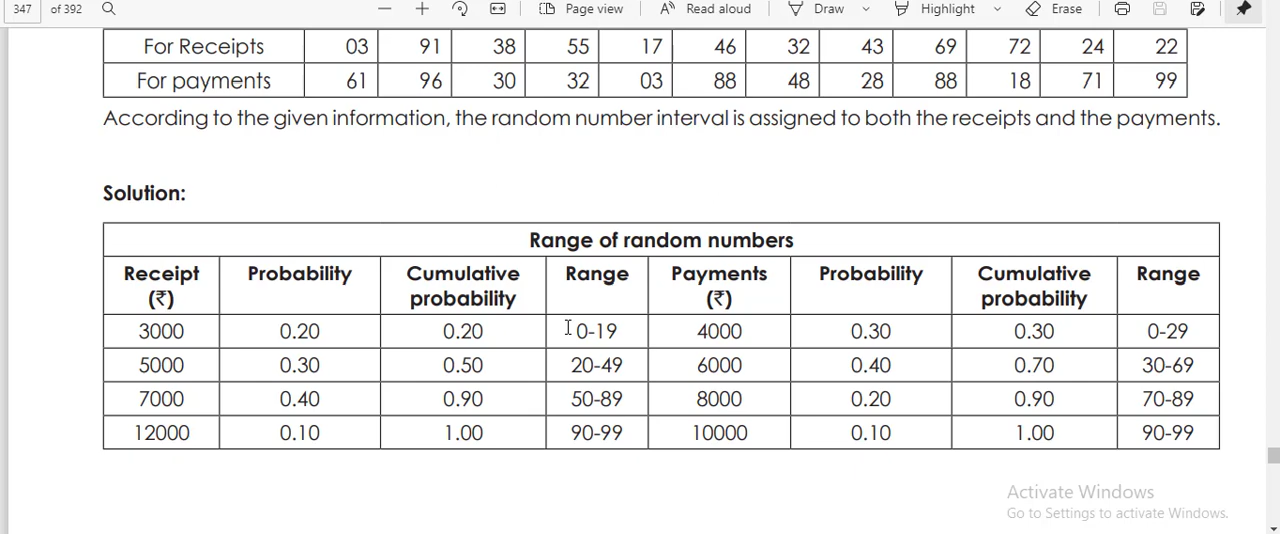 347 of 392 Page view Read aloud Draw Highlight Erase
For Receipts 03 91 38 55 17 46 32 43 69 72 24 22
For payments 61 96 30 32 03 88 48 28 88 18 71 99
According to the given information, the random number interval is assigned to both the receipts and the payments.
Solution:
Range of random numbers
Receipt (₹) Probability Cumulative probability Range Payments (₹) Probability Cumulative probability Range
3000 0.20 0.20 0-19 4000 0.30 0.30 0-29
5000 0.30 0.50 20-49 6000 0.40 0.70 30-69
7000 0.40 0.90 50-89 8000 0.20 0.90 70-89
12000 0.10 1.00 90-99 10000 0.10 1.00 90-99
Activate Windows
Go to Settings to activate Windows.